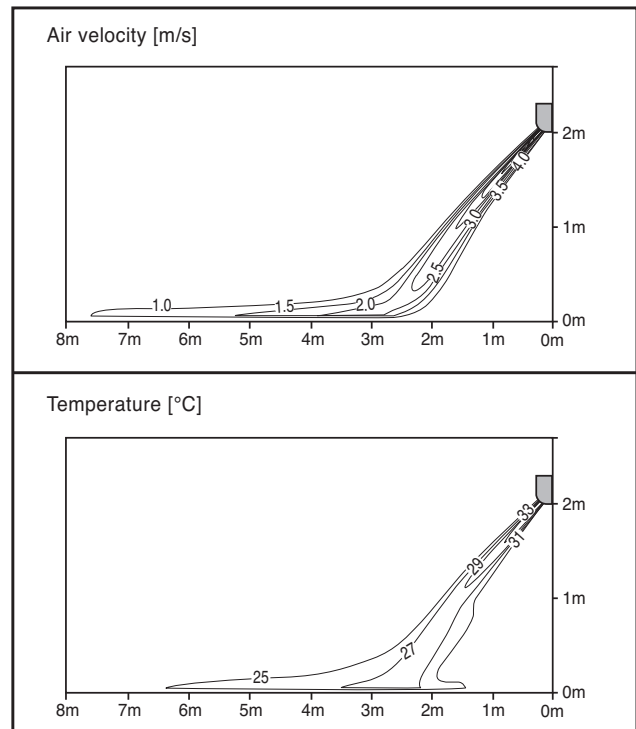 Air velocity [m/s]
2m
4.0
3.5
3.0
1m
2.5
1.0 1.5 2.0
0m
8m 7m 6m 5m 4m 3m 2m 1m 0m
Temperature [°C]
2m
33
31
29
1m
27
25
0m
8m 7m 6m 5m 4m 3m 2m 1m 0m